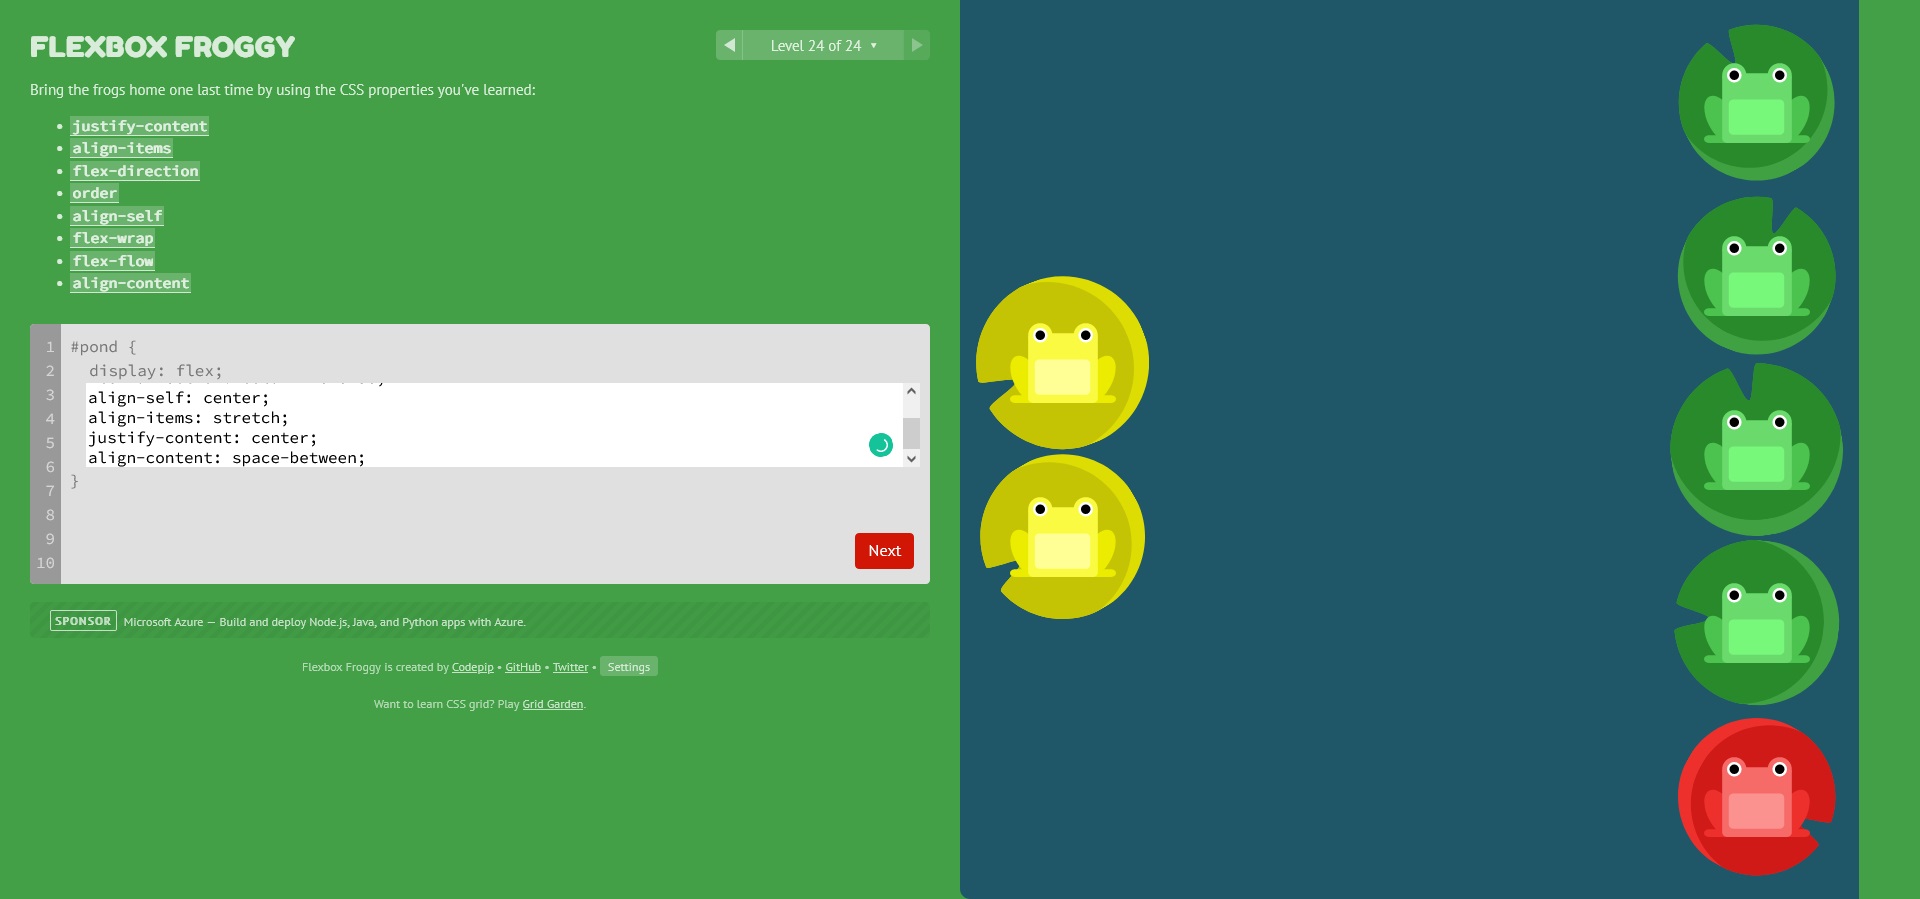 FLEXBOX FROGGY
Level 24 of 24 ▾
Bring the frogs home one last time by using the CSS properties you've learned:
• justify-content
• align-items
• flex-direction
• order
• align-self
• flex-wrap
• flex-flow
• align-content
1 #pond {
2 display: flex;
3 align-self: center;
4 align-items: stretch;
5 justify-content: center;
6 align-content: space-between;
7 }
8
9
10
Next
SPONSOR Microsoft Azure — Build and deploy Node.js, Java, and Python apps with Azure.
Flexbox Froggy is created by Codepip • GitHub • Twitter • Settings
Want to learn CSS grid? Play Grid Garden.